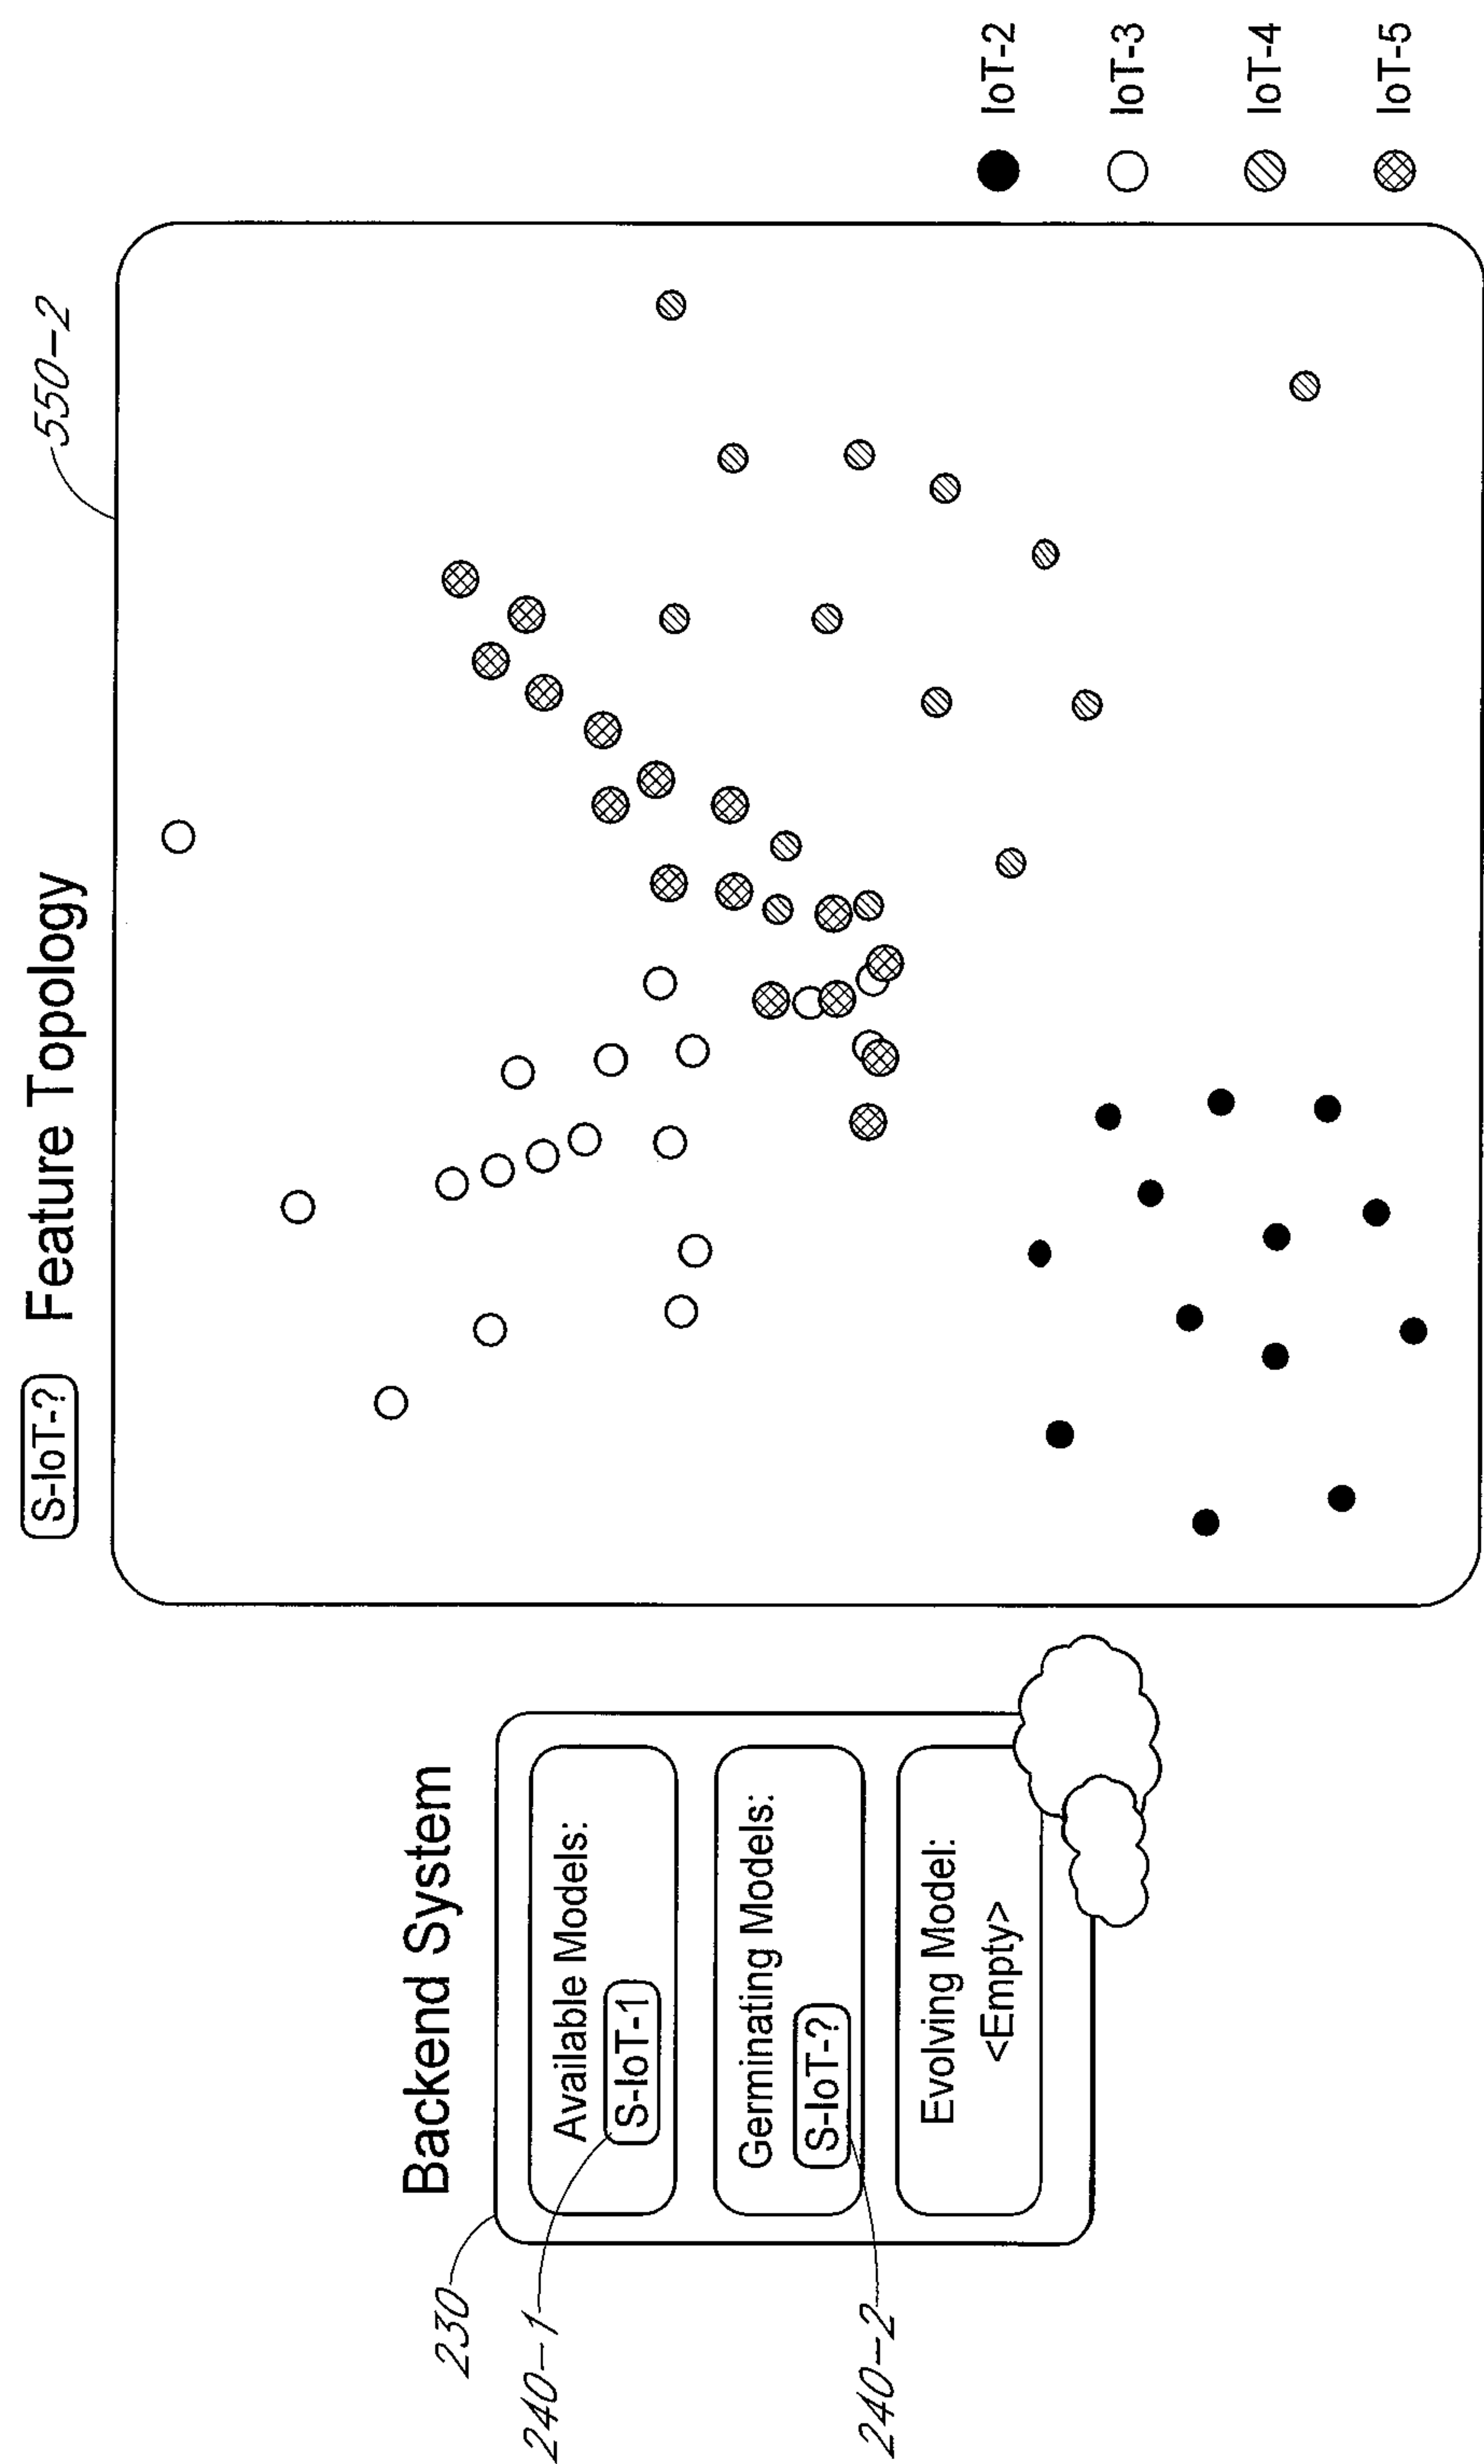 Backend System
230
240-1
240-2
Available Models:
S-IoT-1
Germinating Models:
S-IoT-?
Evolving Model:
<Empty>
S-IoT-? Feature Topology
550-2
IoT-2
IoT-3
IoT-4
IoT-5